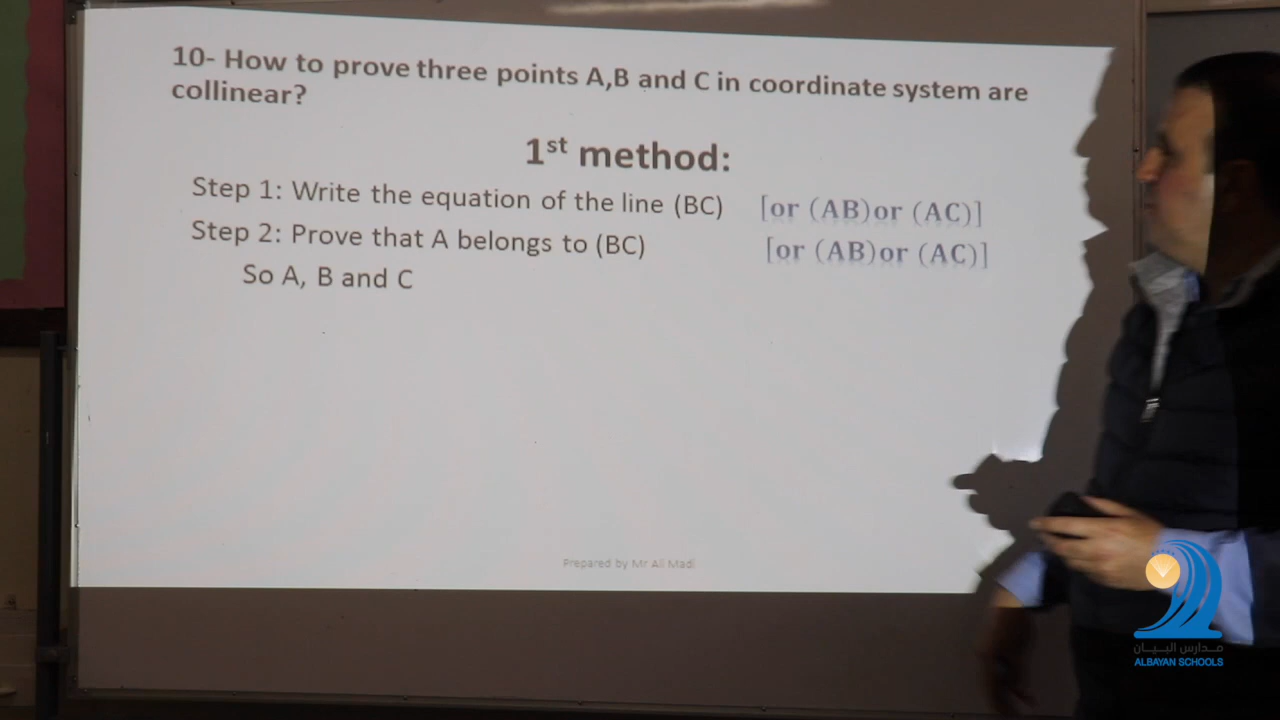 10- How to prove three points A,B and C in coordinate system are
collinear?
1st method:
Step 1: Write the equation of the line (BC) [or (AB)or (AC)]
Step 2: Prove that A belongs to (BC) [or (AB)or (AC)]
So A, B and C
Prepared by Mr Ali Madi
مدارس البيان
ALBAYAN SCHOOLS